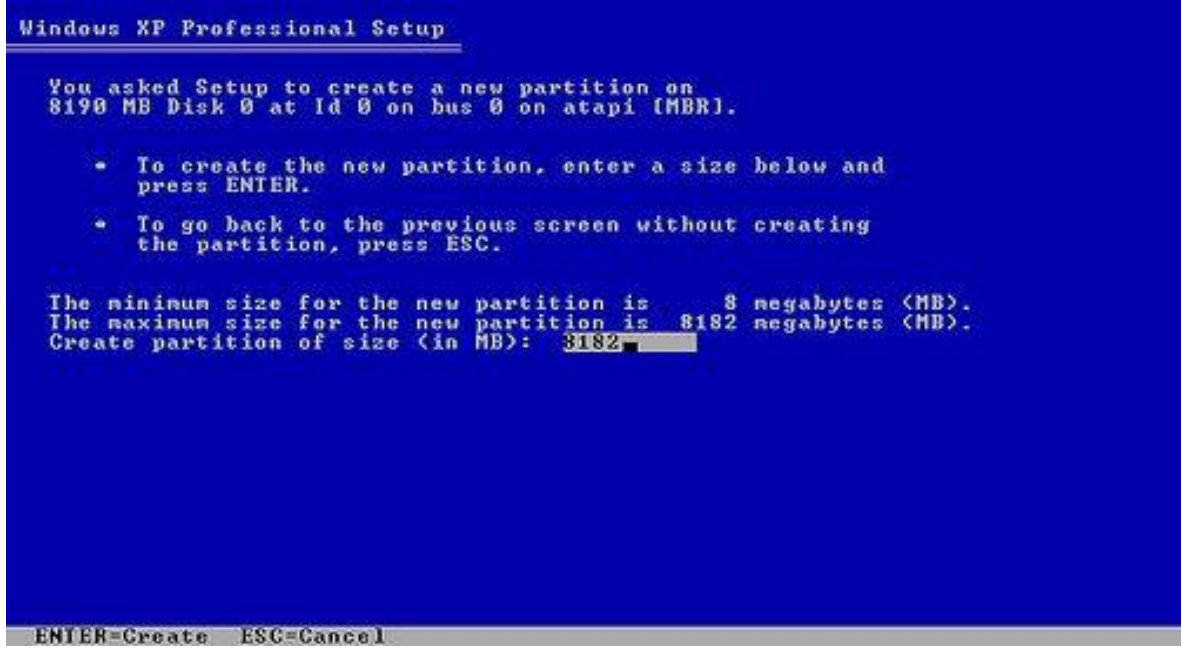 Windows XP Professional Setup
You asked Setup to create a new partition on
8190 MB Disk 0 at Id 0 on bus 0 on atapi [MBR].
• To create the new partition, enter a size below and
press ENTER.
• To go back to the previous screen without creating
the partition, press ESC.
The minimum size for the new partition is 8 megabytes (MB).
The maximum size for the new partition is 8182 megabytes (MB).
Create partition of size (in MB): 8182
ENTER=Create ESC=Cancel